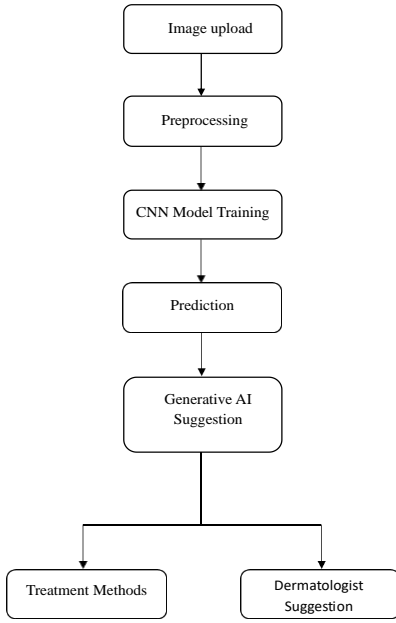 Image upload
Preprocessing
CNN Model Training
Prediction
Generative AI
Suggestion
Treatment Methods
Dermatologist
Suggestion